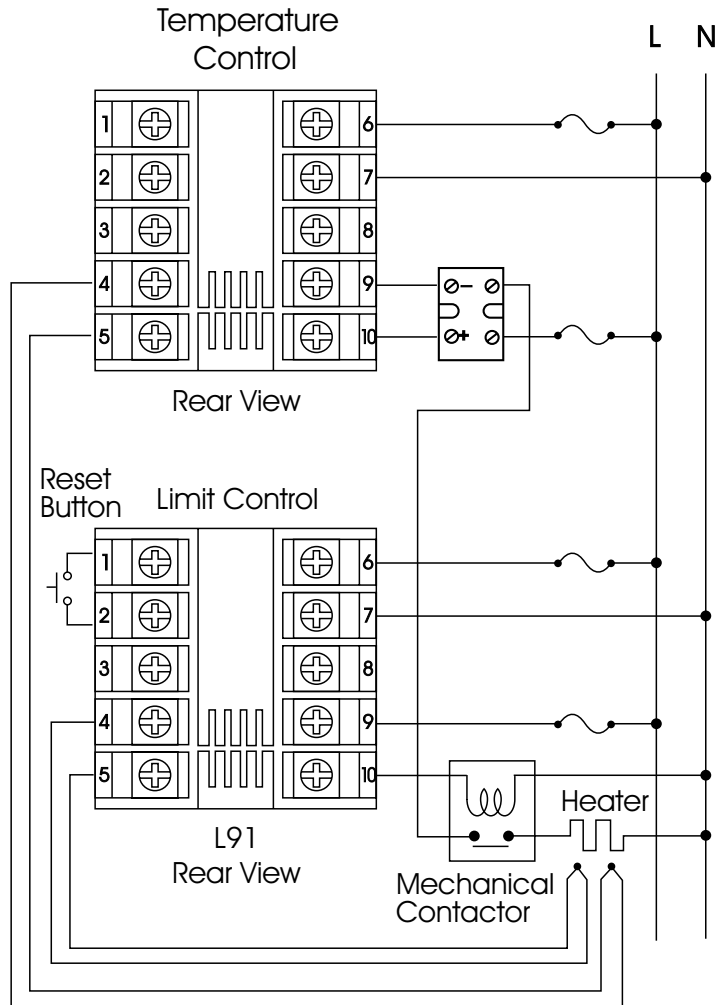 Temperature
Control
L N
1 6
2 7
3 8
4 9 −
5 10 +
Rear View
Reset
Button
Limit Control
1 6
2 7
3 8
4 9
5 10
Heater
L91
Rear View
Mechanical
Contactor